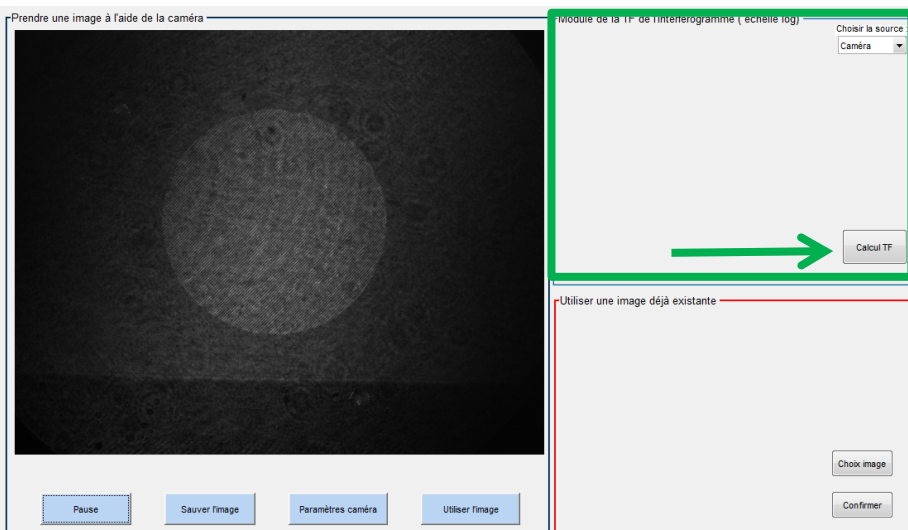 Prendre une image à l'aide de la caméra
Module de la TF de l'interférogramme ( échelle log)
Choisir la source :
Caméra
Calcul TF
Utiliser une image déjà existante
Choix image
Confirmer
Pause
Sauver l'image
Paramètres caméra
Utiliser l'image